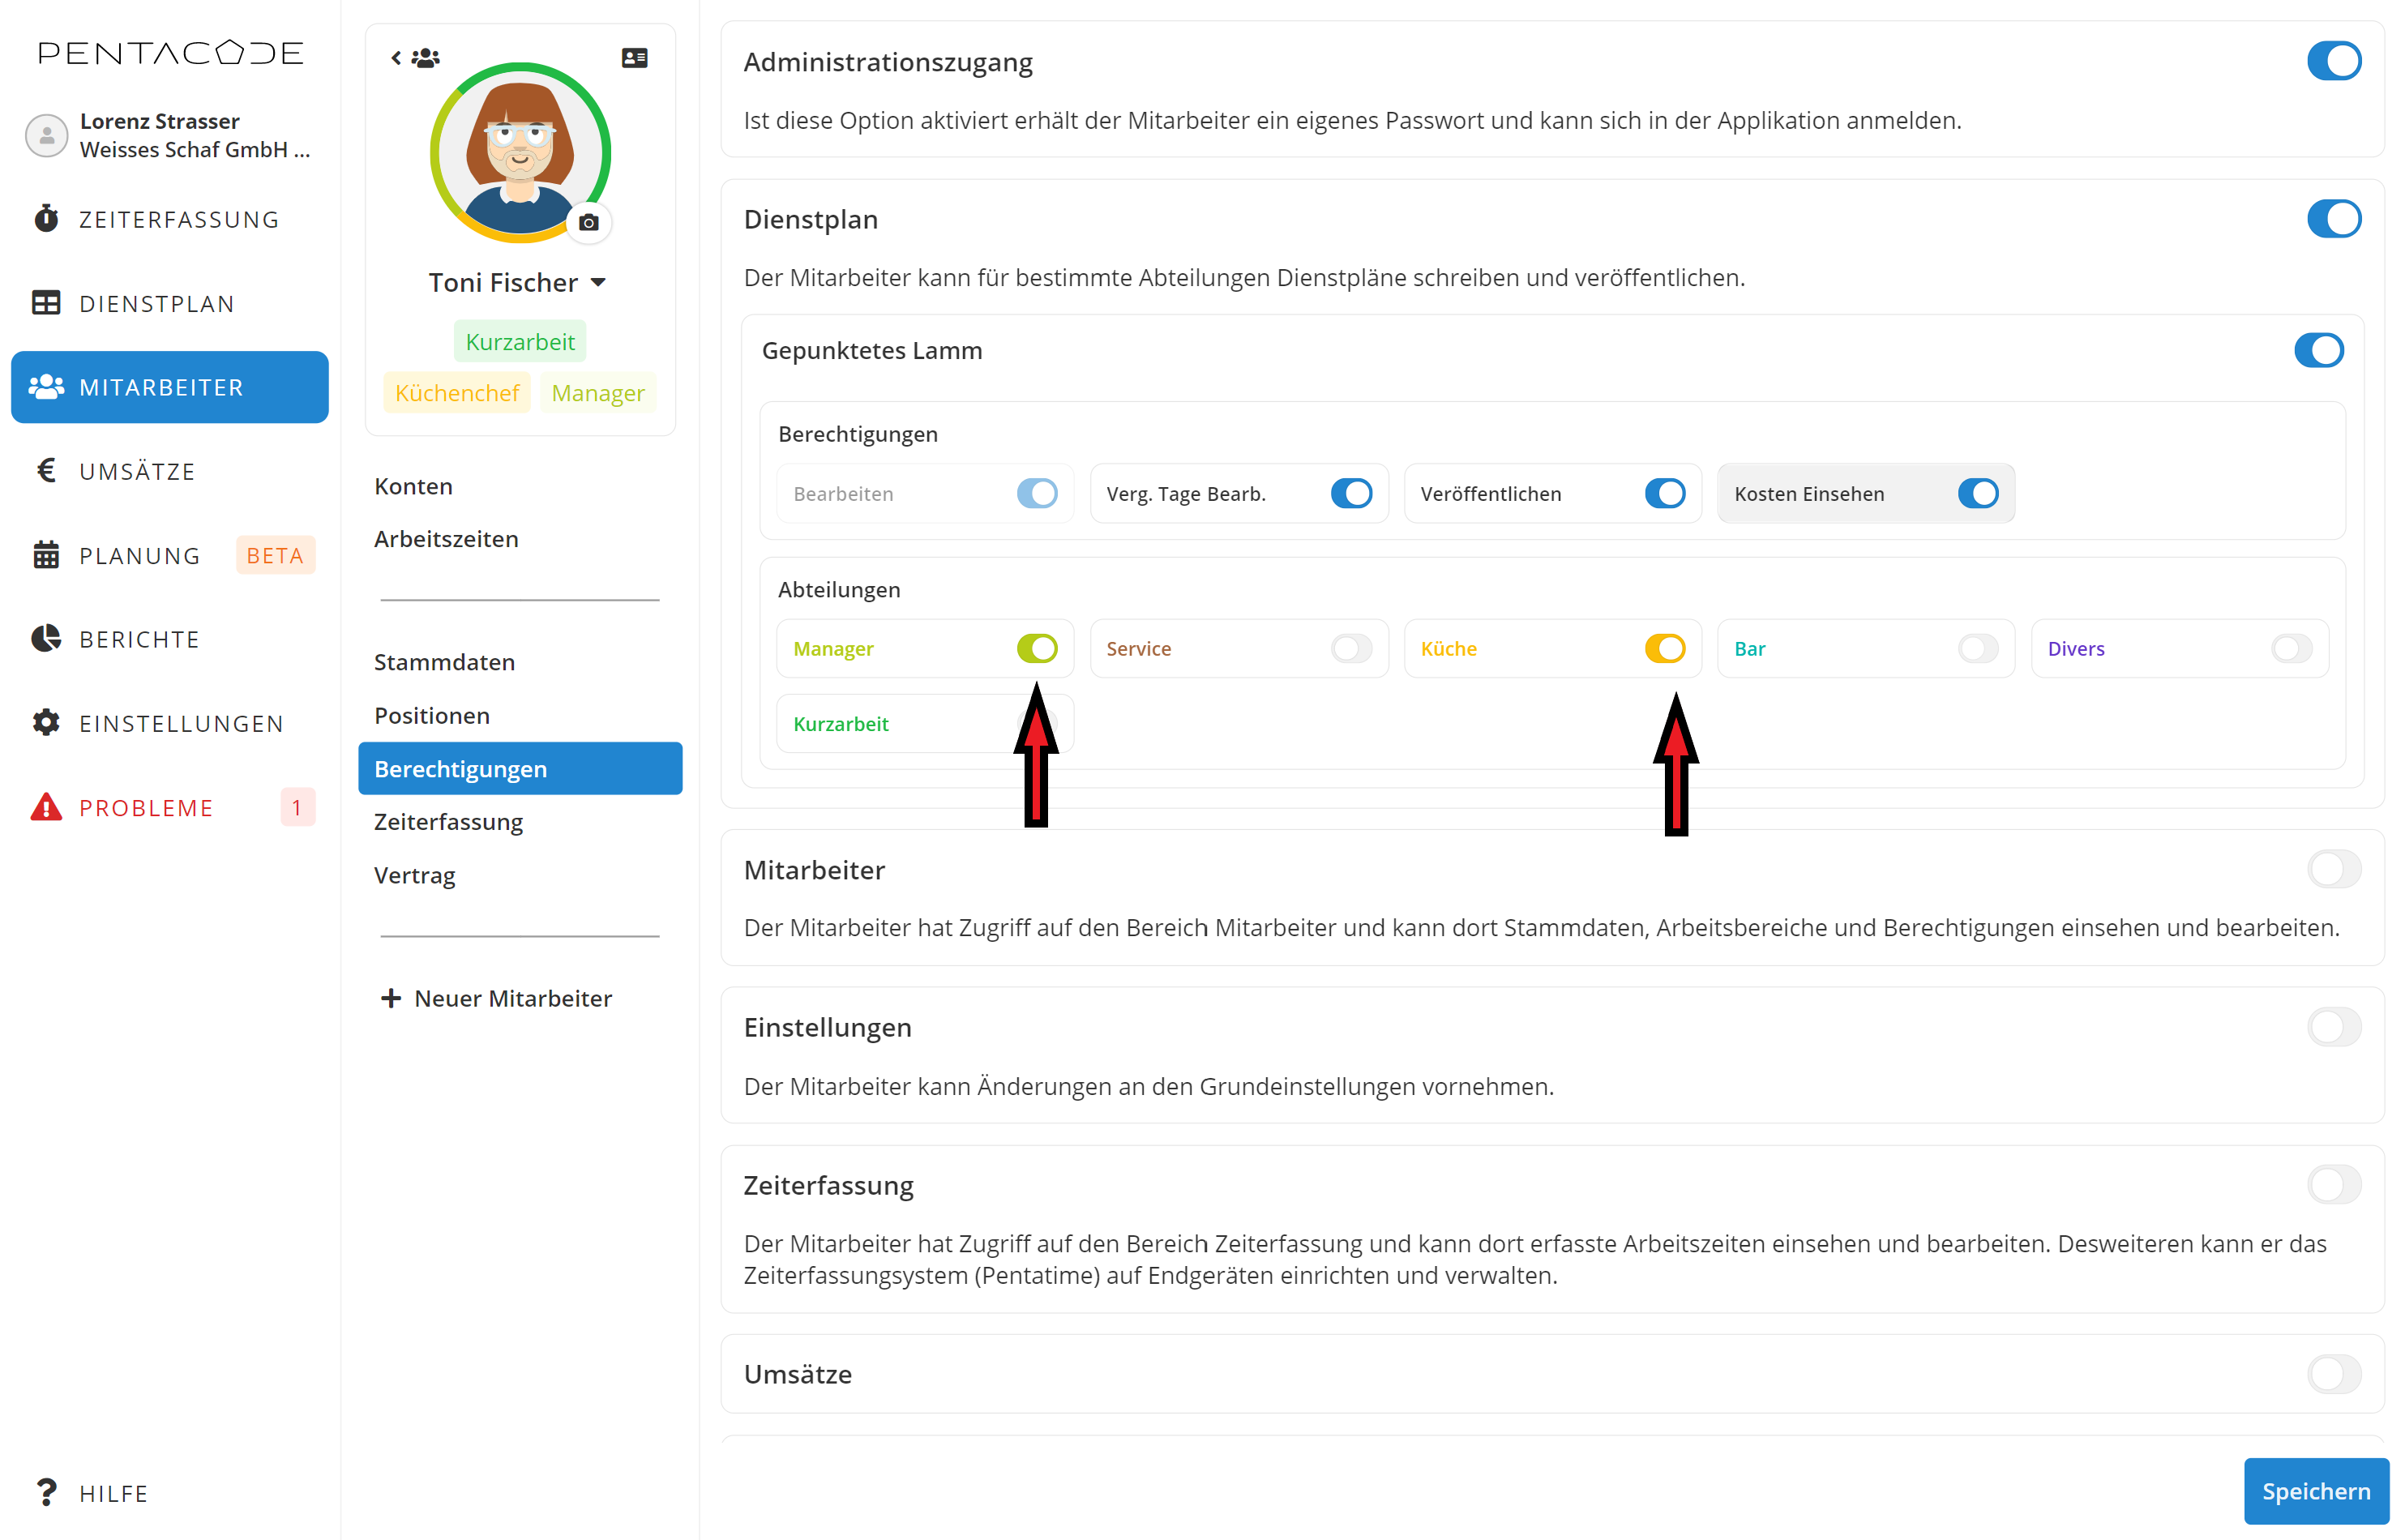 PENTACODE
Lorenz Strasser
Weisses Schaf GmbH ...
ZEITERFASSUNG
DIENSTPLAN
MITARBEITER
UMSÄTZE
PLANUNG BETA
BERICHTE
EINSTELLUNGEN
PROBLEME 1
HILFE
Toni Fischer
Kurzarbeit
Küchenchef Manager
Konten
Arbeitszeiten
Stammdaten
Positionen
Berechtigungen
Zeiterfassung
Vertrag
Neuer Mitarbeiter
Administrationszugang
Ist diese Option aktiviert erhält der Mitarbeiter ein eigenes Passwort und kann sich in der Applikation anmelden.
Dienstplan
Der Mitarbeiter kann für bestimmte Abteilungen Dienstpläne schreiben und veröffentlichen.
Gepunktetes Lamm
Berechtigungen
Bearbeiten Verg. Tage Bearb. Veröffentlichen Kosten Einsehen
Abteilungen
Manager Service Küche Bar Divers
Kurzarbeit
Mitarbeiter
Der Mitarbeiter hat Zugriff auf den Bereich Mitarbeiter und kann dort Stammdaten, Arbeitsbereiche und Berechtigungen einsehen und bearbeiten.
Einstellungen
Der Mitarbeiter kann Änderungen an den Grundeinstellungen vornehmen.
Zeiterfassung
Der Mitarbeiter hat Zugriff auf den Bereich Zeiterfassung und kann dort erfasste Arbeitszeiten einsehen und bearbeiten. Desweiteren kann er das
Zeiterfassungsystem (Pentatime) auf Endgeräten einrichten und verwalten.
Umsätze
Speichern